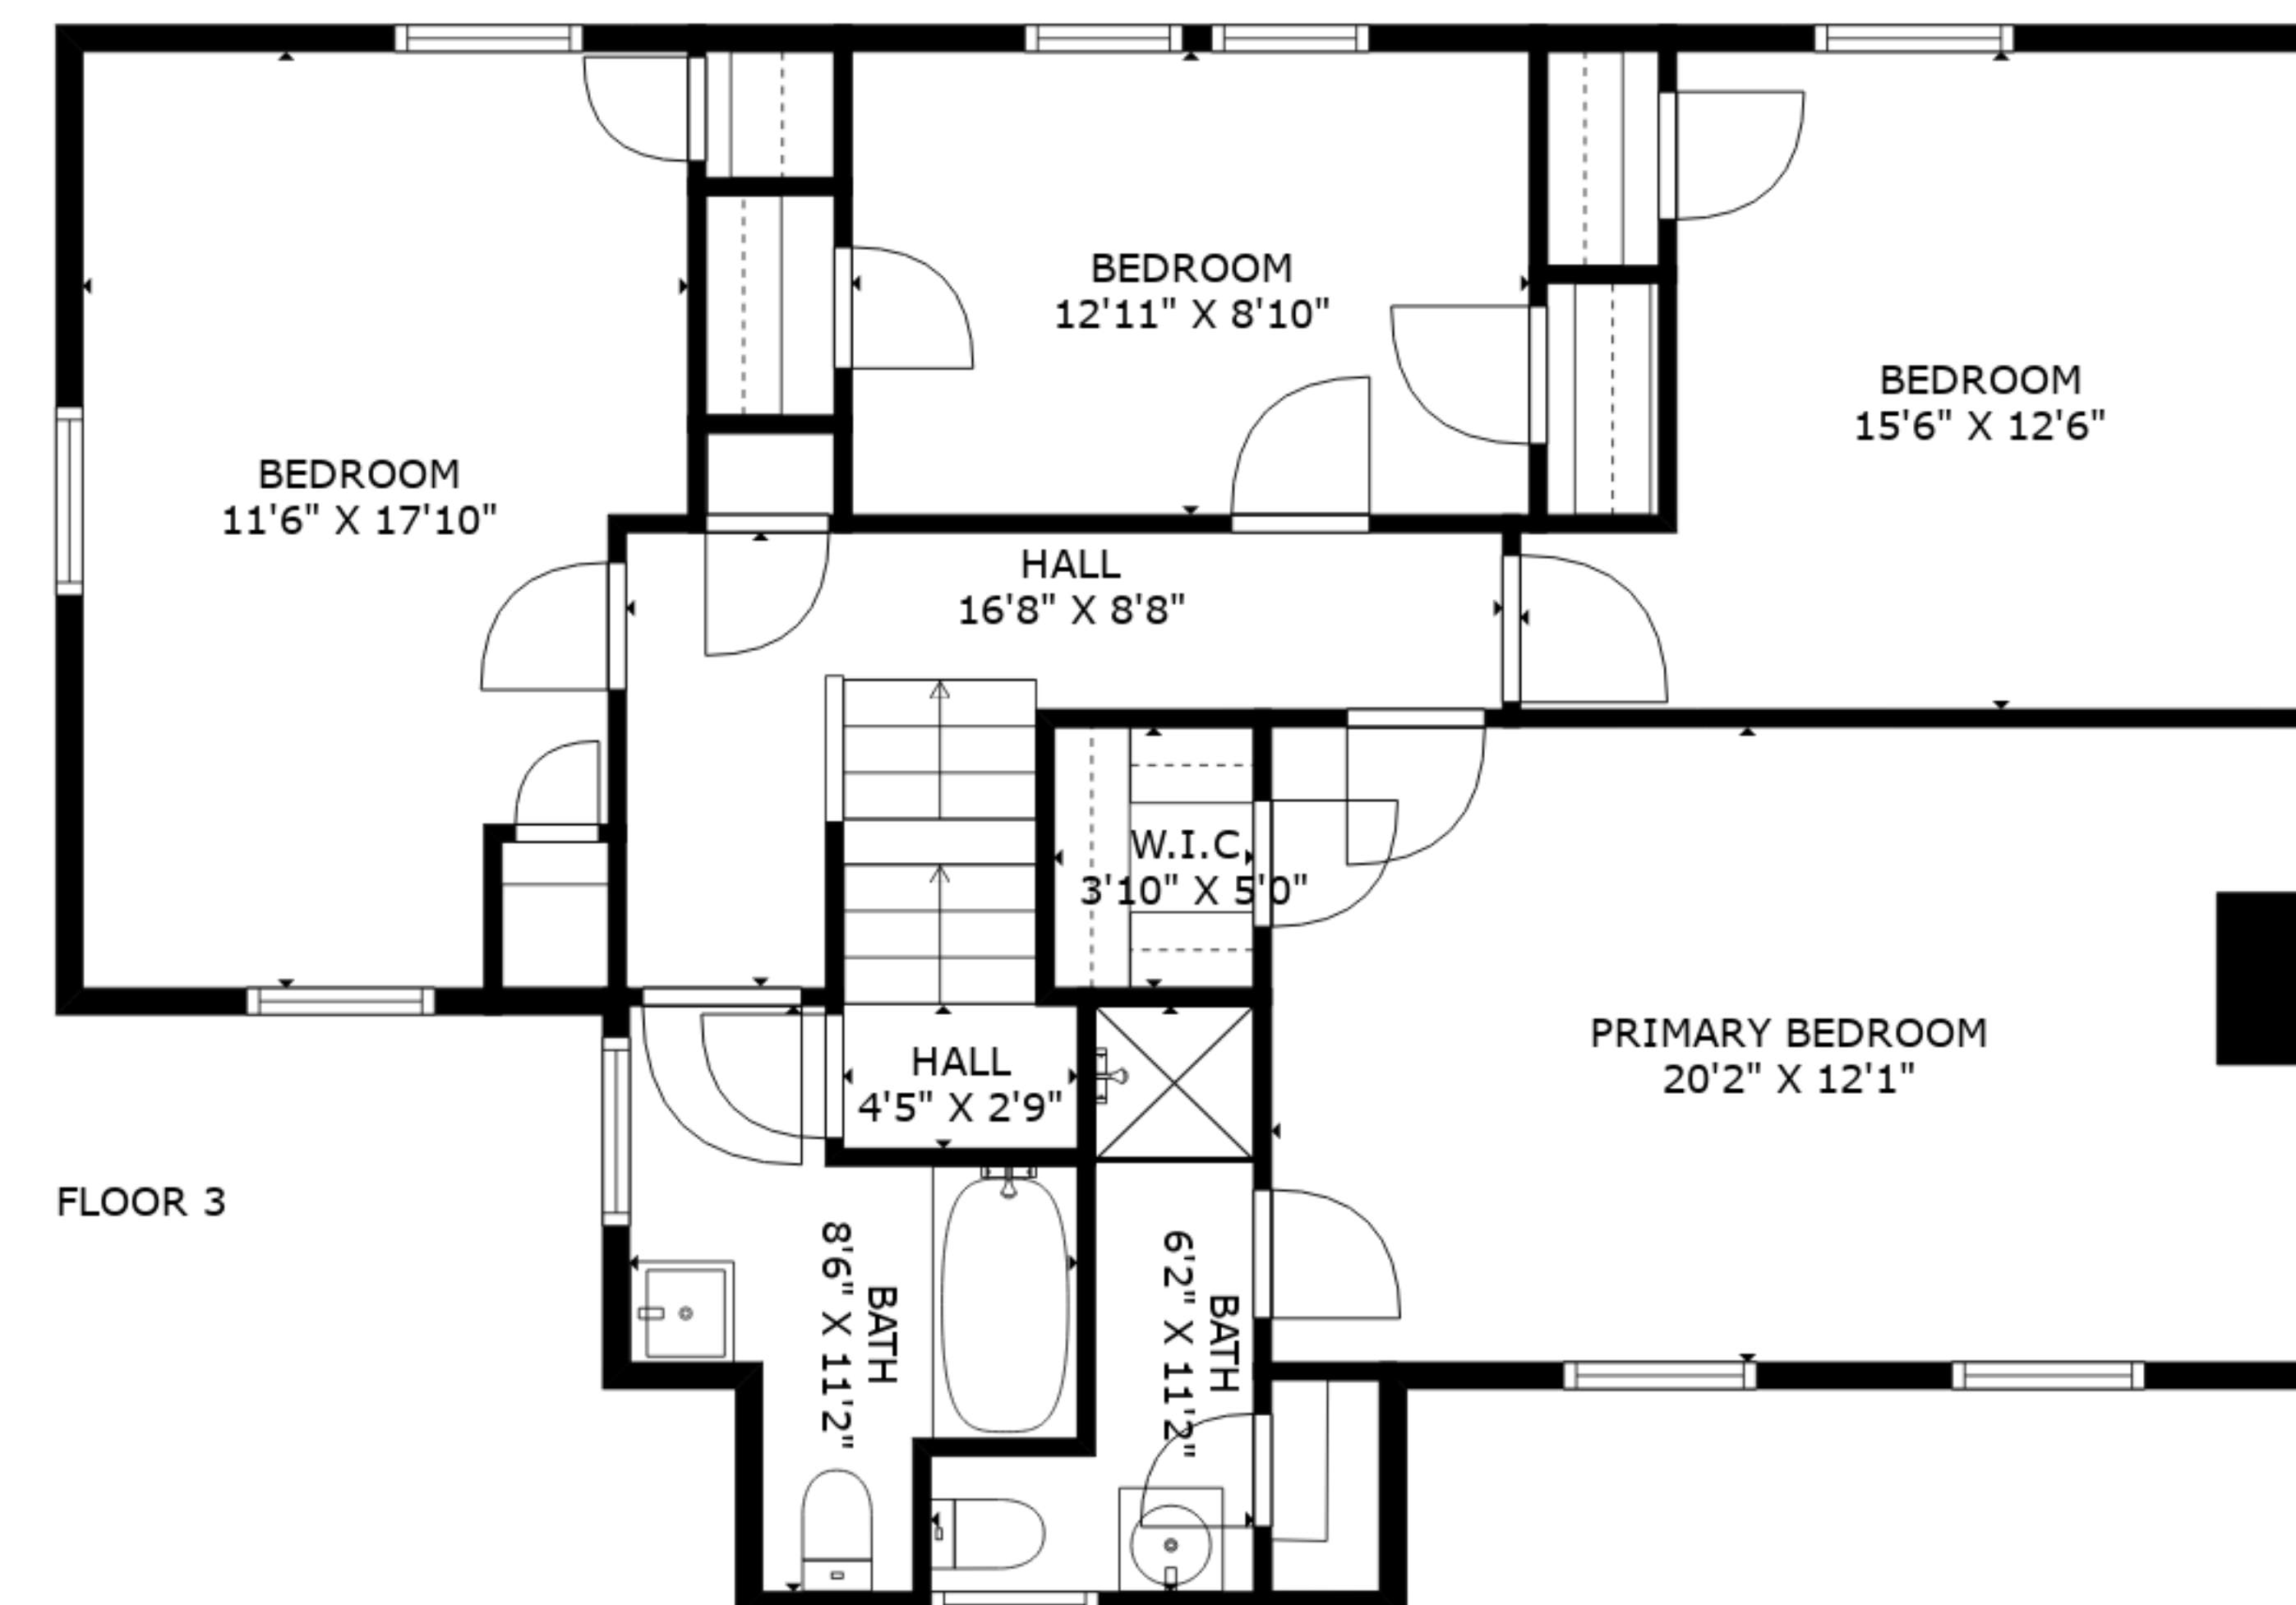 BEDROOM
12'11" X 8'10"
BEDROOM
15'6" X 12'6"
BEDROOM
11'6" X 17'10"
HALL
16'8" X 8'8"
W.I.C
3'10" X 5'0"
PRIMARY BEDROOM
20'2" X 12'1"
HALL
4'5" X 2'9"
FLOOR 3
BATH
8'6" X 11'2"
BATH
6'2" X 11'2"